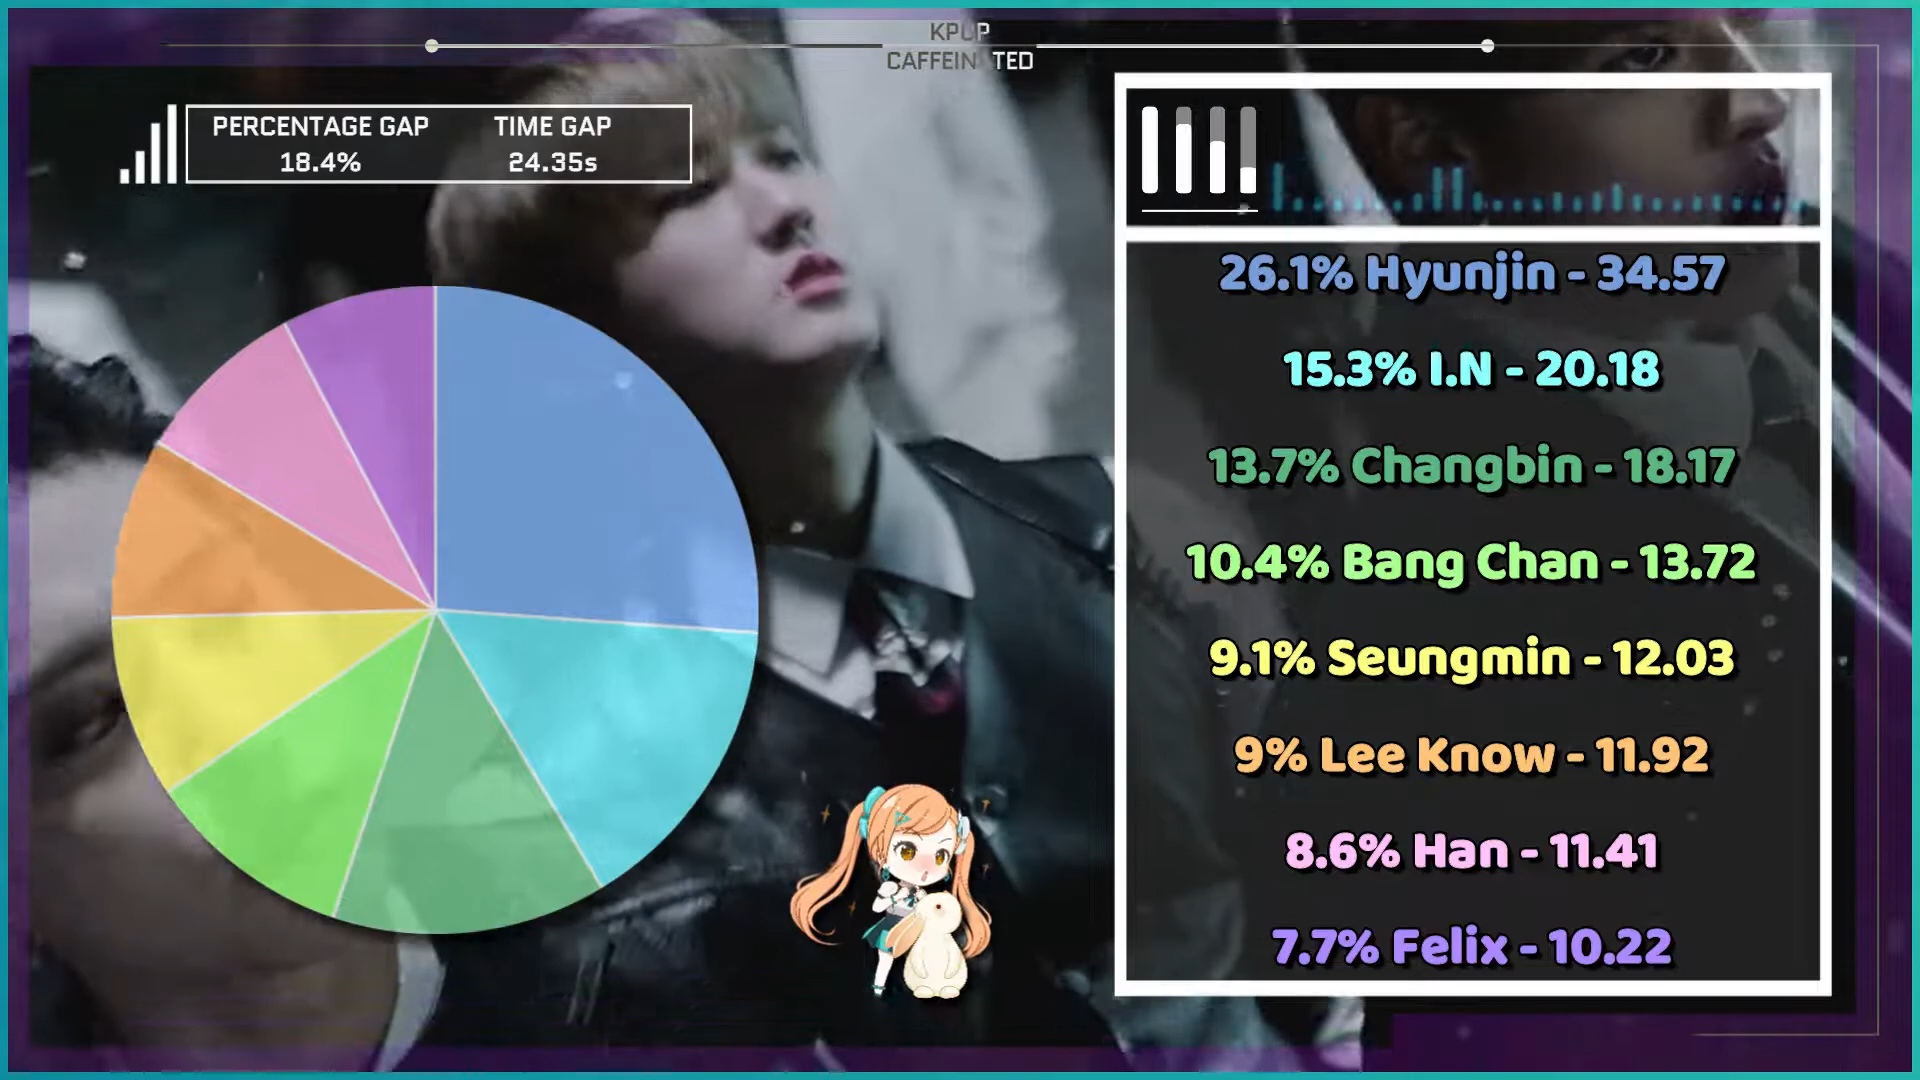 KPOP
CAFFEINATED
PERCENTAGE GAP TIME GAP
18.4% 24.35s
26.1% Hyunjin - 34.57
15.3% I.N - 20.18
13.7% Changbin - 18.17
10.4% Bang Chan - 13.72
9.1% Seungmin - 12.03
9% Lee Know - 11.92
8.6% Han - 11.41
7.7% Felix - 10.22